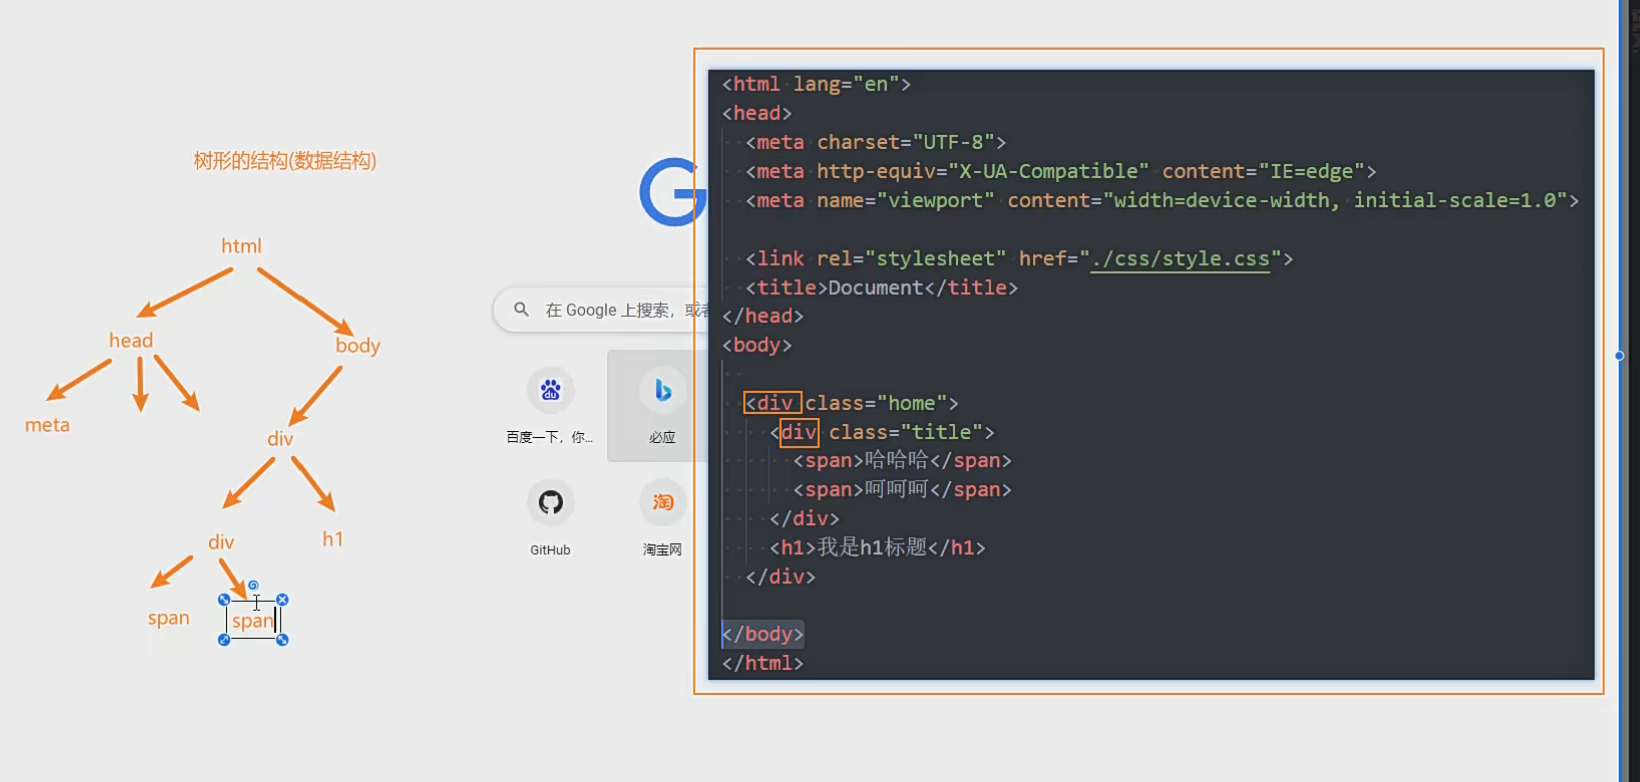 树形的结构(数据结构)
html
head
body
meta
div
div
h1
span
span
在 Google 上搜索，或
百度一下，你...
必应
GitHub
淘
淘宝网
<html lang="en">
<head>
<meta charset="UTF-8">
<meta http-equiv="X-UA-Compatible" content="IE=edge">
<meta name="viewport" content="width=device-width, initial-scale=1.0">
<link rel="stylesheet" href="./css/style.css">
<title>Document</title>
</head>
<body>
<div class="home">
<div class="title">
<span>哈哈哈</span>
<span>呵呵呵</span>
</div>
<h1>我是h1标题</h1>
</div>
</body>
</html>